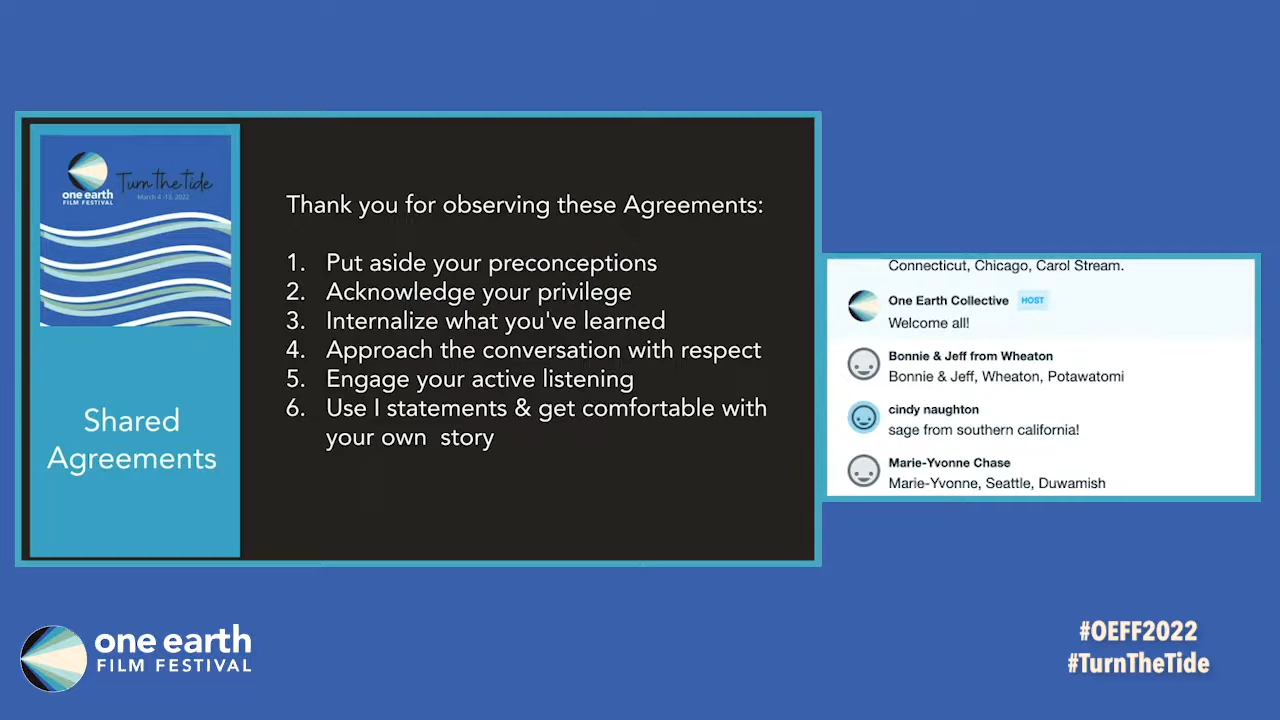 one earth
FILM FESTIVAL
Turn The Tide
March 4 -13, 2022
Shared
Agreements
Thank you for observing these Agreements:
1. Put aside your preconceptions
2. Acknowledge your privilege
3. Internalize what you've learned
4. Approach the conversation with respect
5. Engage your active listening
6. Use I statements & get comfortable with
your own story
Connecticut, Chicago, Carol Stream.
One Earth Collective HOST
Welcome all!
Bonnie & Jeff from Wheaton
Bonnie & Jeff, Wheaton, Potawatomi
cindy naughton
sage from southern california!
Marie-Yvonne Chase
Marie-Yvonne, Seattle, Duwamish
one earth
FILM FESTIVAL
#OEFF2022
#TurnTheTide